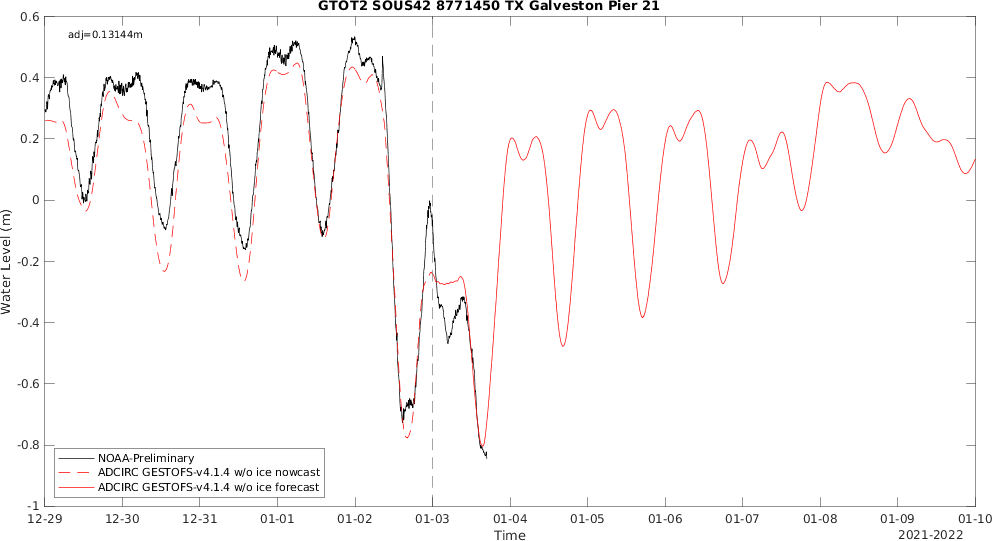 GTOT2 SOUS42 8771450 TX Galveston Pier 21
adj=0.13144m
0.6
0.4
0.2
0
-0.2
-0.4
-0.6
-0.8
-1
Water Level (m)
NOAA-Preliminary
ADCIRC GESTOFS-v4.1.4 w/o ice nowcast
ADCIRC GESTOFS-v4.1.4 w/o ice forecast
12-29 12-30 12-31 01-01 01-02 01-03 01-04 01-05 01-06 01-07 01-08 01-09 01-10
Time
2021-2022